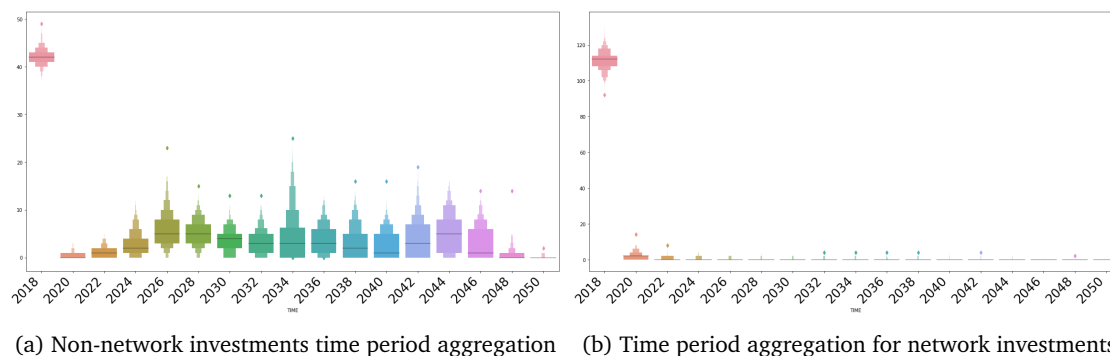 50
40
30
20
10
0
2018 2020 2022 2024 2026 2028 2030 2032 2034 2036 2038 2040 2042 2044 2046 2048 2050
TIME
(a) Non-network investments time period aggregation
120
100
80
60
40
20
0
2018 2020 2022 2024 2026 2028 2030 2032 2034 2036 2038 2040 2042 2044 2046 2048 2050
TIME
(b) Time period aggregation for network investments